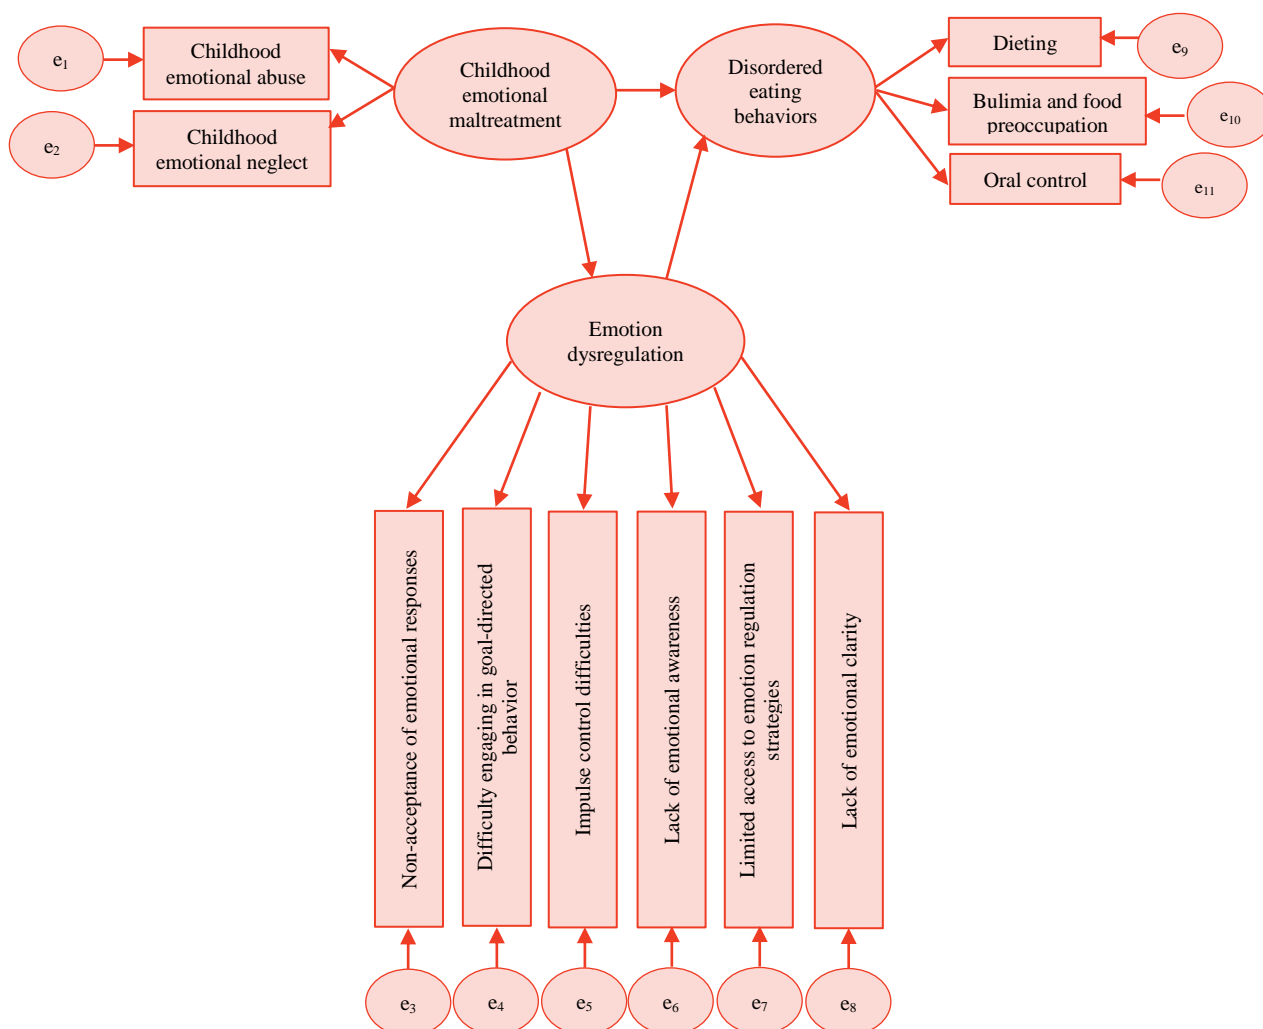 e₁
Childhood
emotional abuse
e₂
Childhood
emotional neglect
Childhood
emotional
maltreatment
Disordered
eating
behaviors
Dieting
e₉
Bulimia and food
preoccupation
e₁₀
Oral control
e₁₁
Emotion
dysregulation
Non-acceptance of emotional responses
Difficulty engaging in goal-directed
behavior
Impulse control difficulties
Lack of emotional awareness
Limited access to emotion regulation
strategies
Lack of emotional clarity
e₃
e₄
e₅
e₆
e₇
e₈